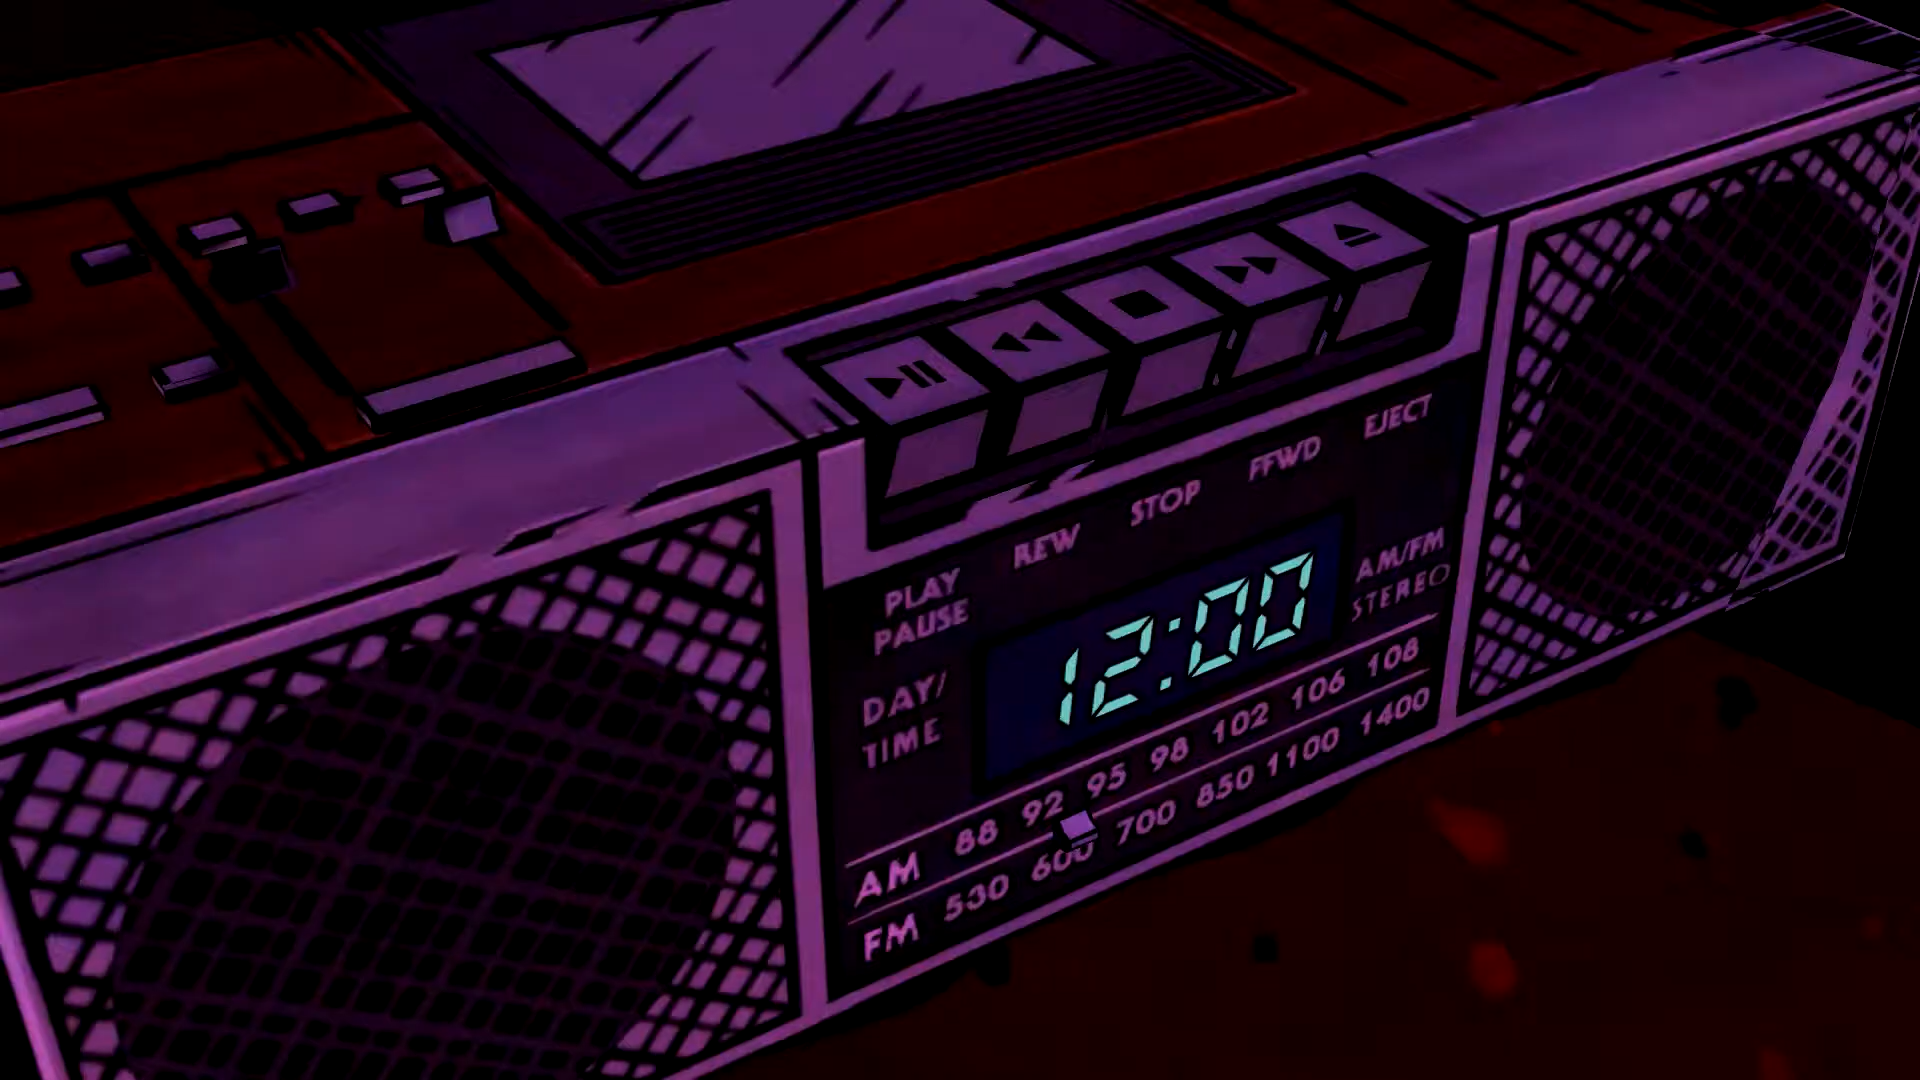 PLAY
PAUSE
REW
STOP
FFWD
EJECT
DAY/
TIME
12:00
AM/FM
STEREO
88 92 95 98 102 106 108
AM
530 600 700 850 1100 1400
FM